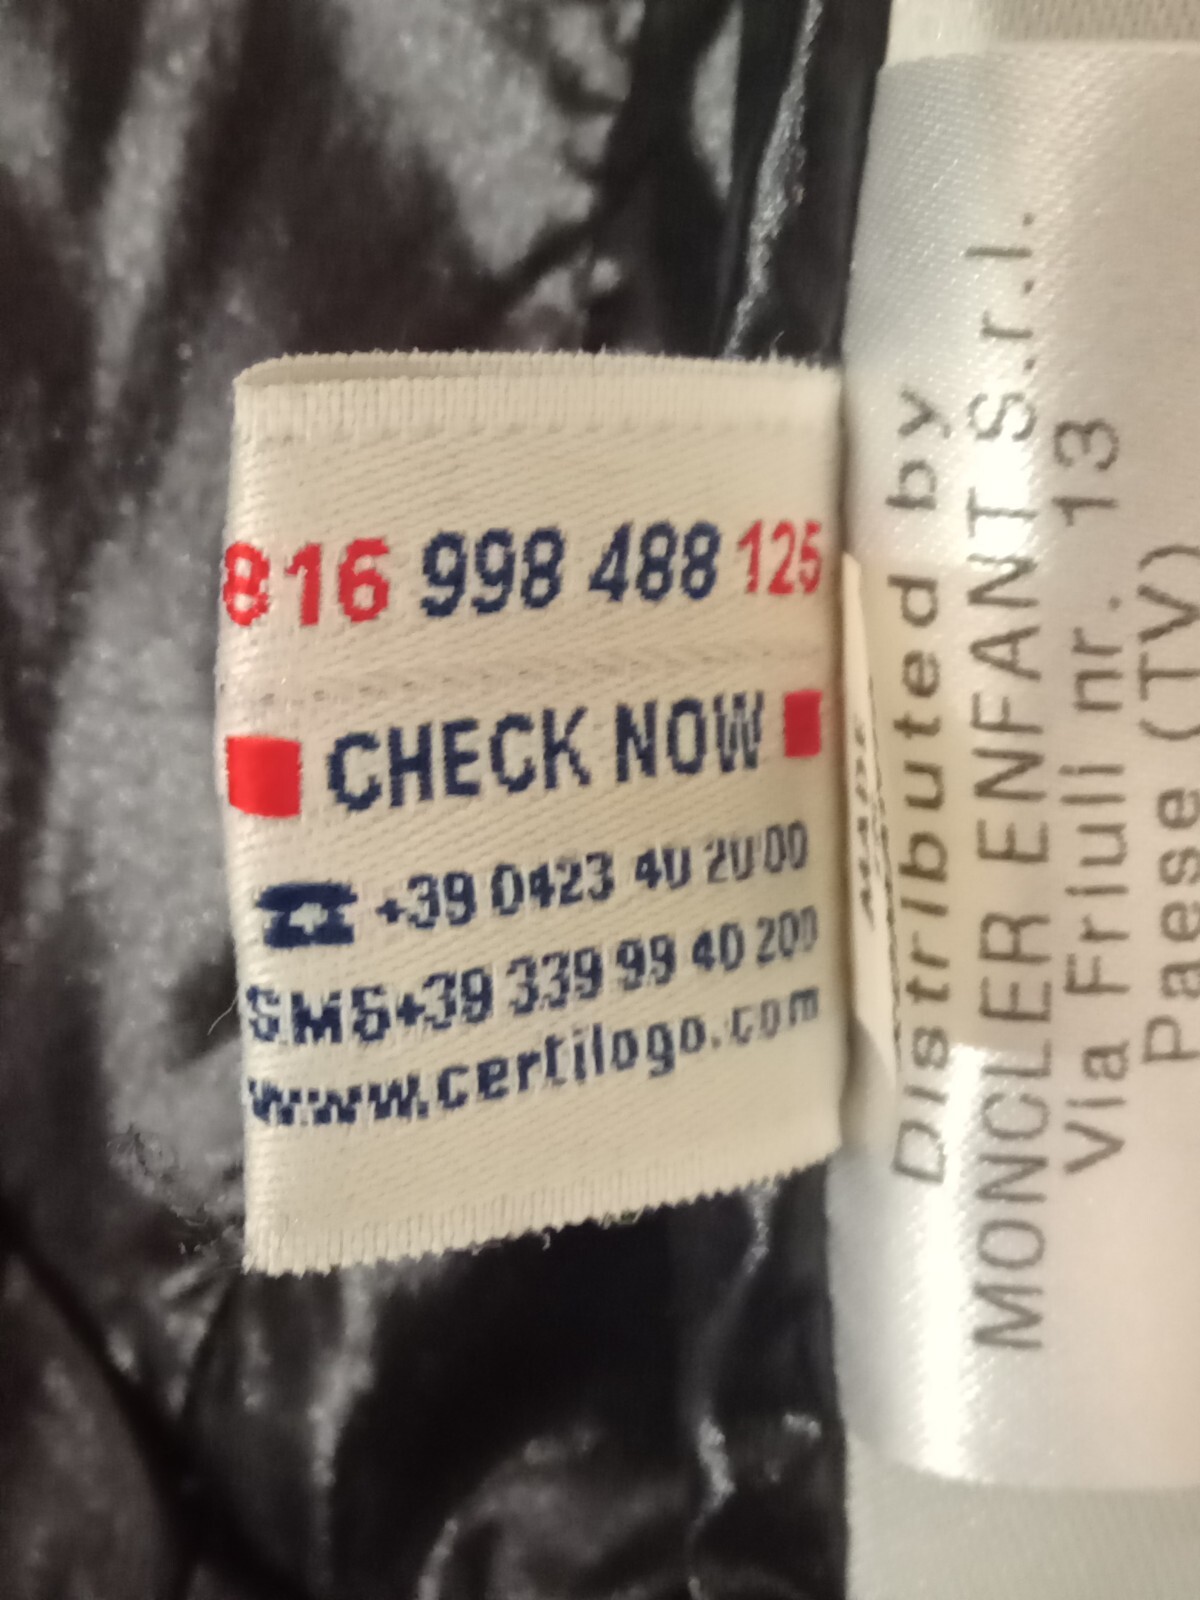 816 998 488 125
CHECK NOW
+39 0423 40 20 00
SMS+39 339 99 40 200
www.certilogo.com
Distributed by
MONCLER ENFANT S.r.l.
Via Friuli nr. 13
Paese (TV)